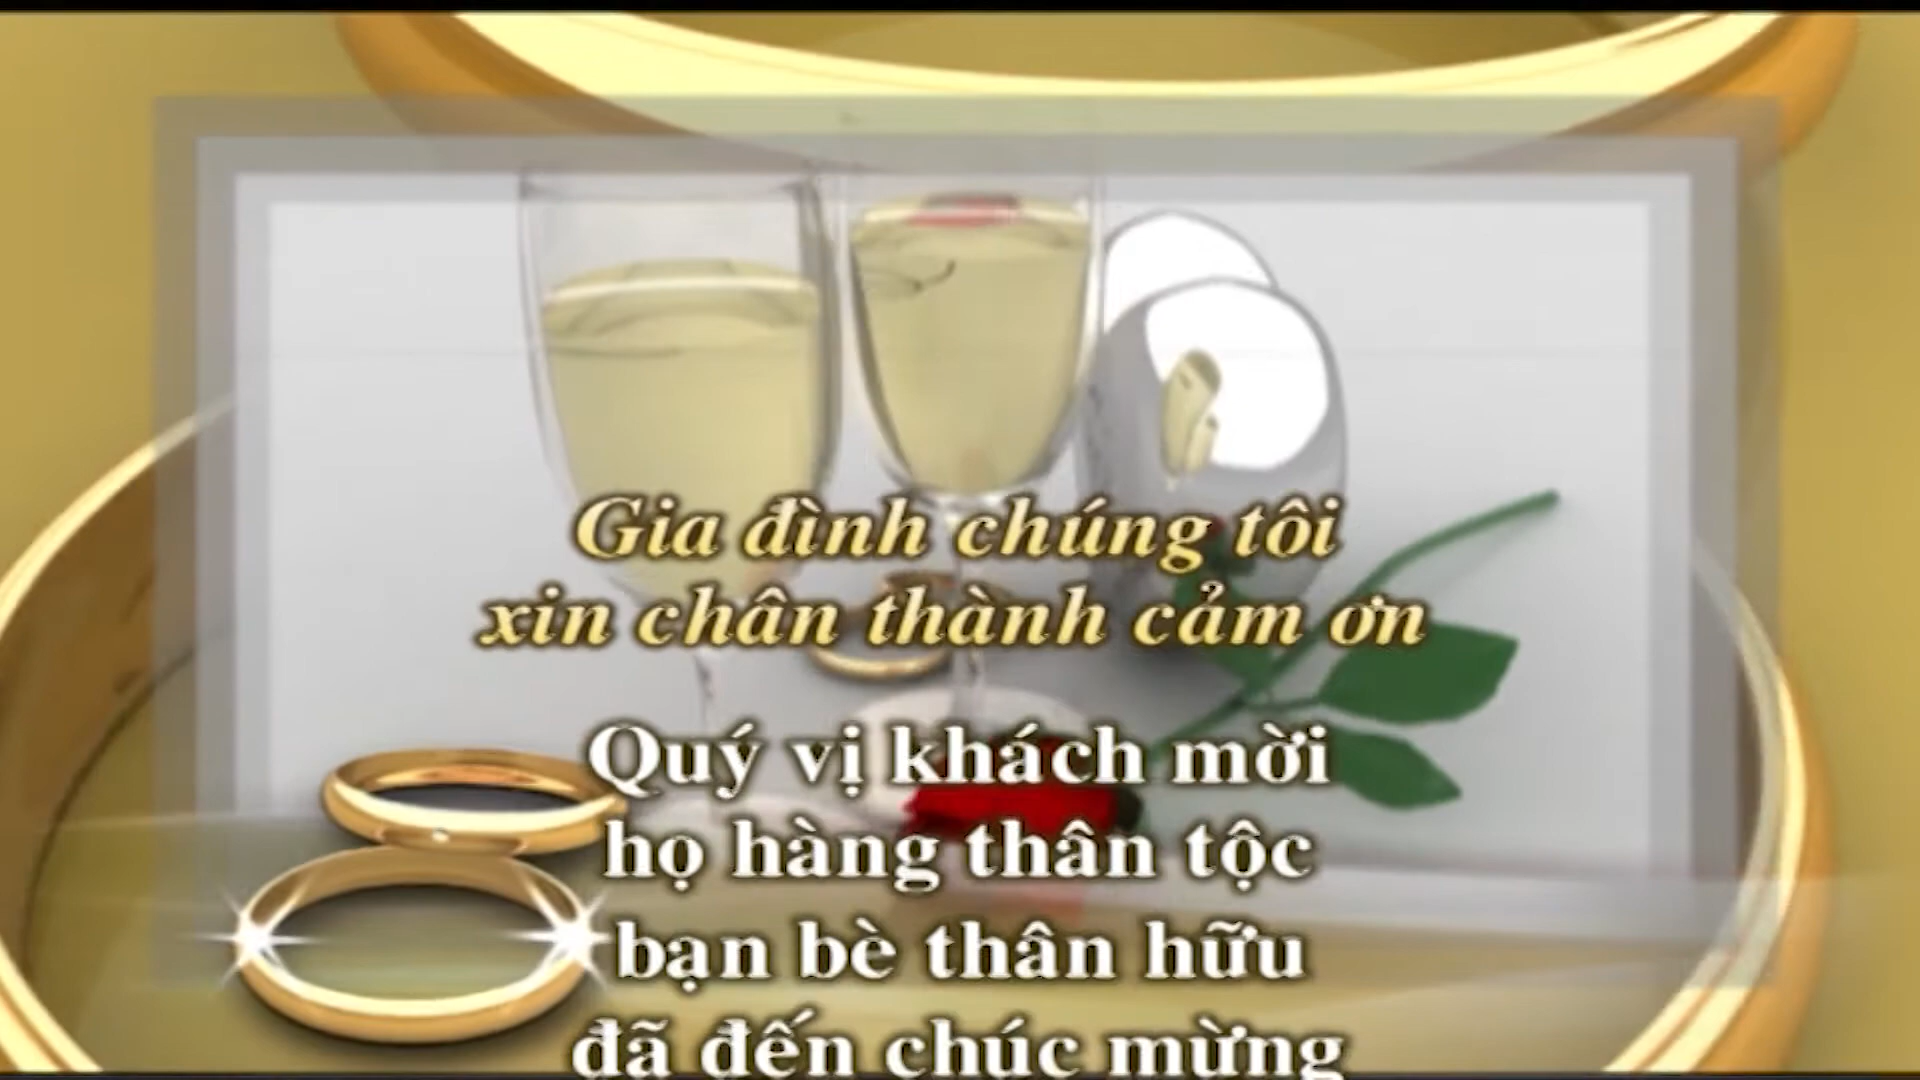 Gia đình chúng tôi
xin chân thành cảm ơn
Quý vị khách mời
họ hàng thân tộc
bạn bè thân hữu
đã đến chúc mừng